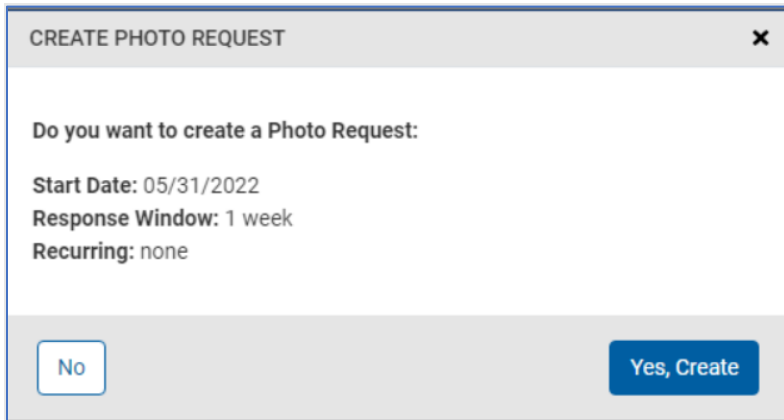 CREATE PHOTO REQUEST
Do you want to create a Photo Request:
Start Date: 05/31/2022
Response Window: 1 week
Recurring: none
No
Yes, Create